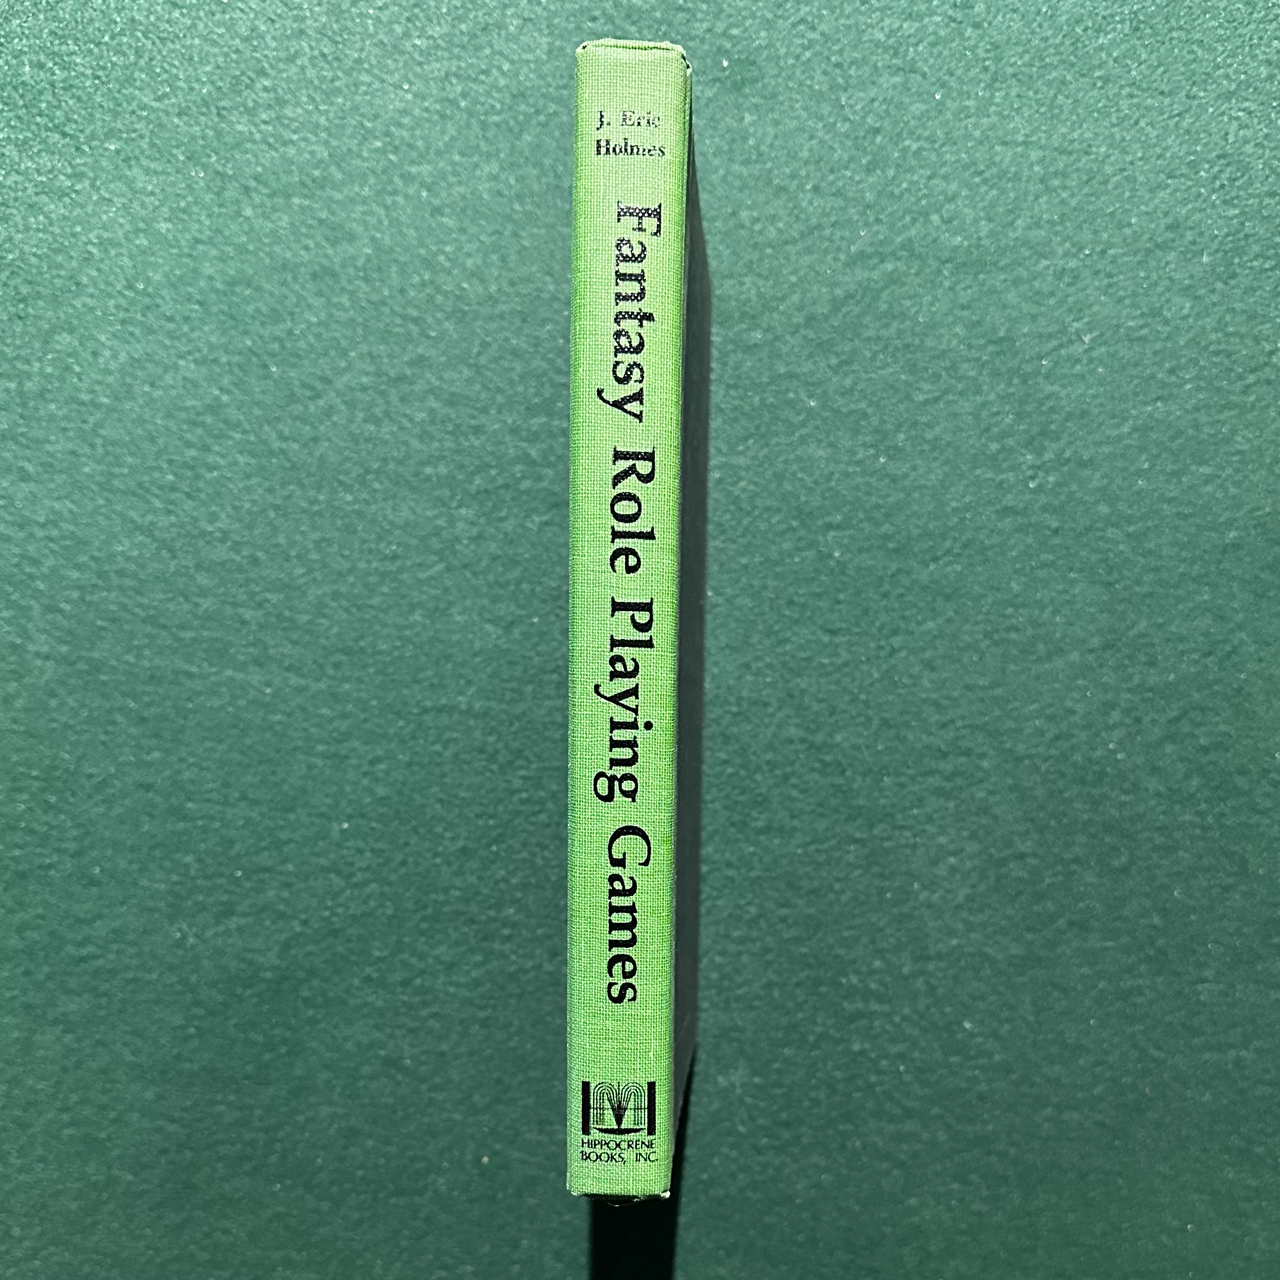 J. Eric
Holmes
Fantasy Role Playing Games
HIPPOCRENE
BOOKS, INC